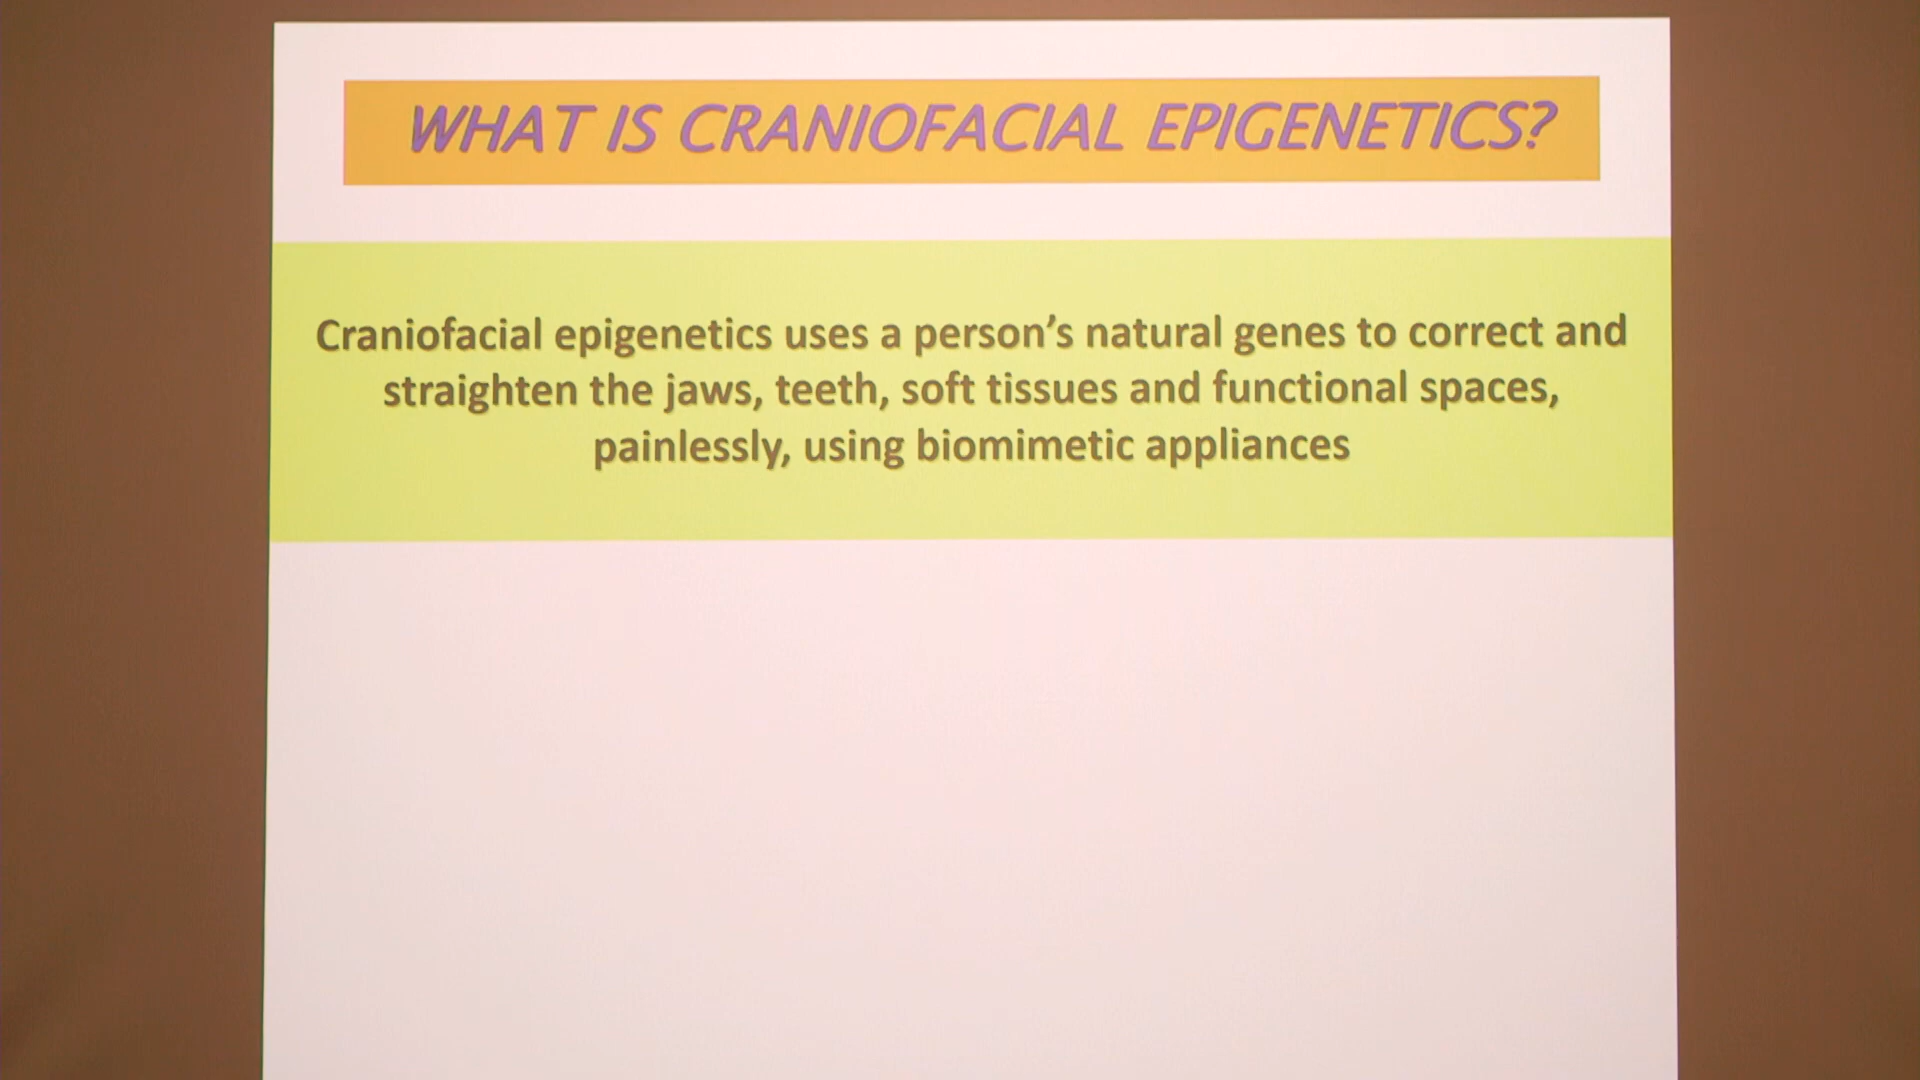 WHAT IS CRANIOFACIAL EPIGENETICS?
Craniofacial epigenetics uses a person’s natural genes to correct and
straighten the jaws, teeth, soft tissues and functional spaces,
painlessly, using biomimetic appliances